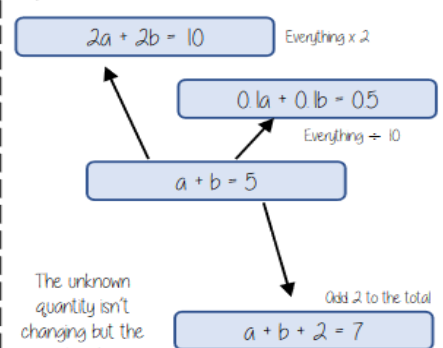 2a + 2b = 10
Everything x 2
0.1a + 0.1b = 0.5
Everything ÷ 10
a + b = 5
The unknown
quantity isn't
changing but the
Add 2 to the total
a + b + 2 = 7